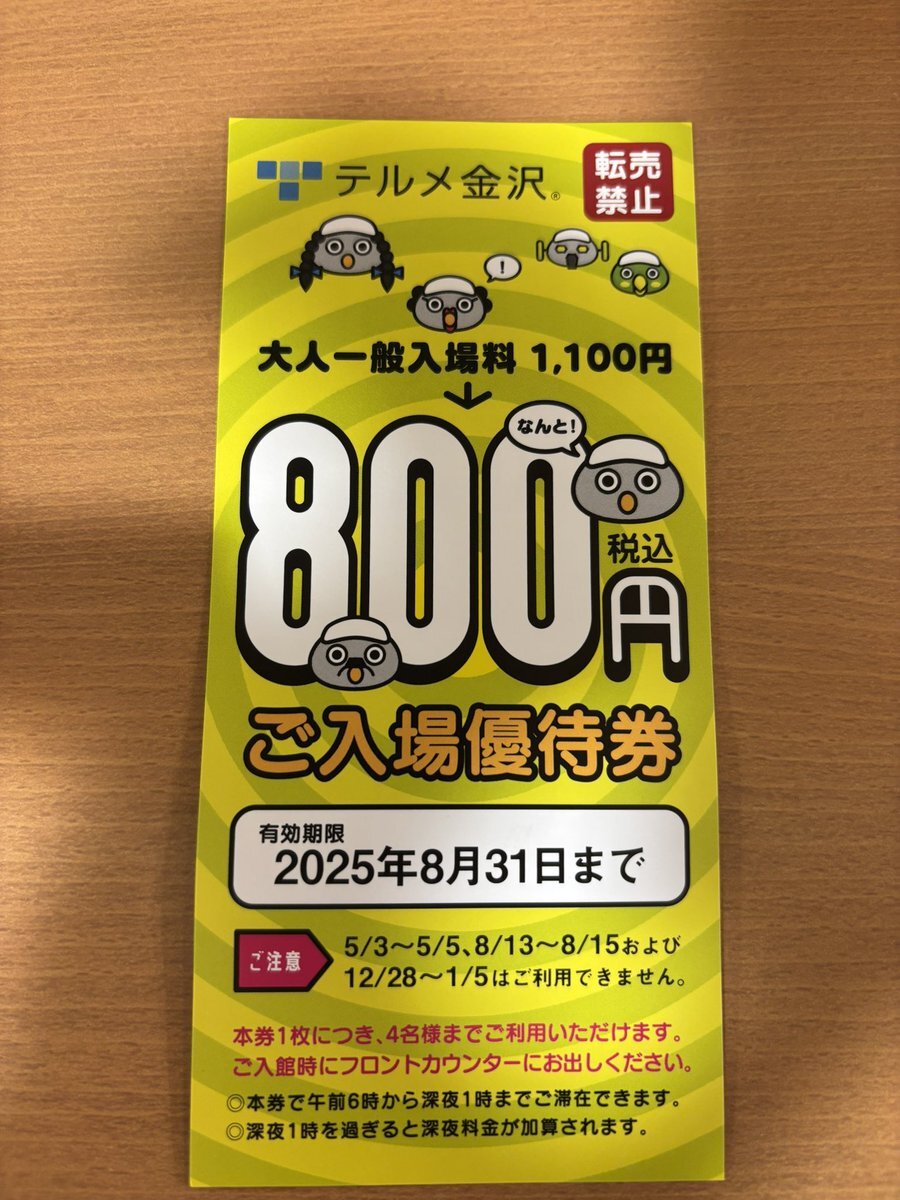 テルメ金沢®
転売
禁止
!
大人一般入場料 1,100円
↓
なんと!
800円
税込
ご入場優待券
有効期限
2025年8月31日まで
ご注意
5/3〜5/5、8/13〜8/15および
12/28〜1/5はご利用できません。
本券1枚につき、4名様までご利用いただけます。
ご入館時にフロントカウンターにお出しください。
◎本券で午前6時から深夜1時までご滞在できます。
◎深夜1時を過ぎると深夜料金が加算されます。